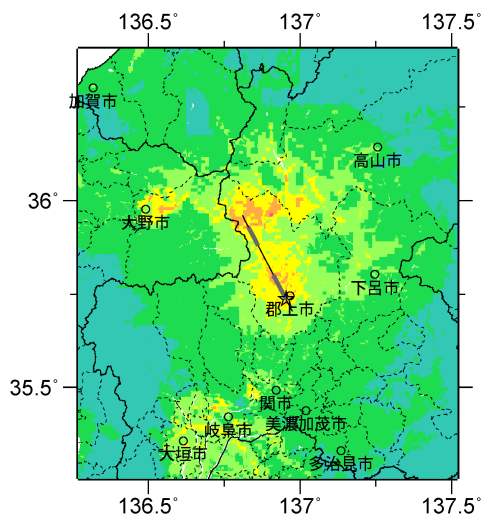 136.5° 137° 137.5°
加賀市
高山市
36°
大野市
下呂市
郡上市
35.5°
関市
美濃加茂市
岐阜市
大垣市
多治見市
136.5° 137° 137.5°